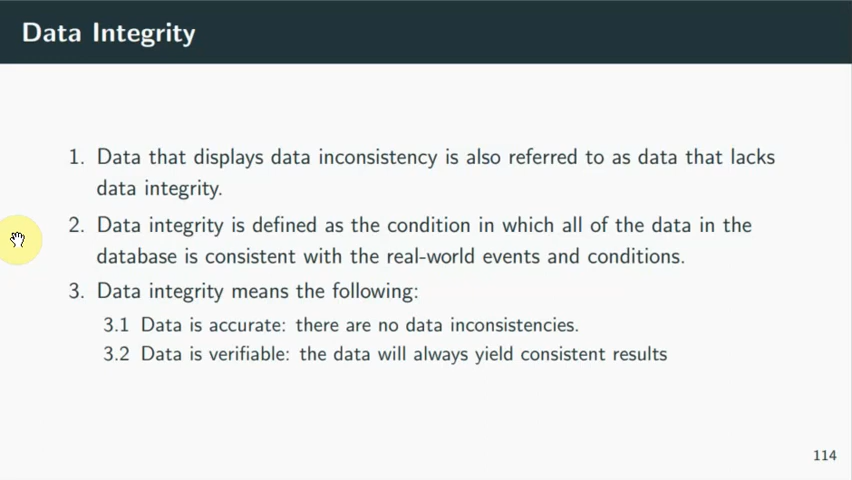 Data Integrity
1. Data that displays data inconsistency is also referred to as data that lacks
data integrity.
2. Data integrity is defined as the condition in which all of the data in the
database is consistent with the real-world events and conditions.
3. Data integrity means the following:
3.1 Data is accurate: there are no data inconsistencies.
3.2 Data is verifiable: the data will always yield consistent results
114